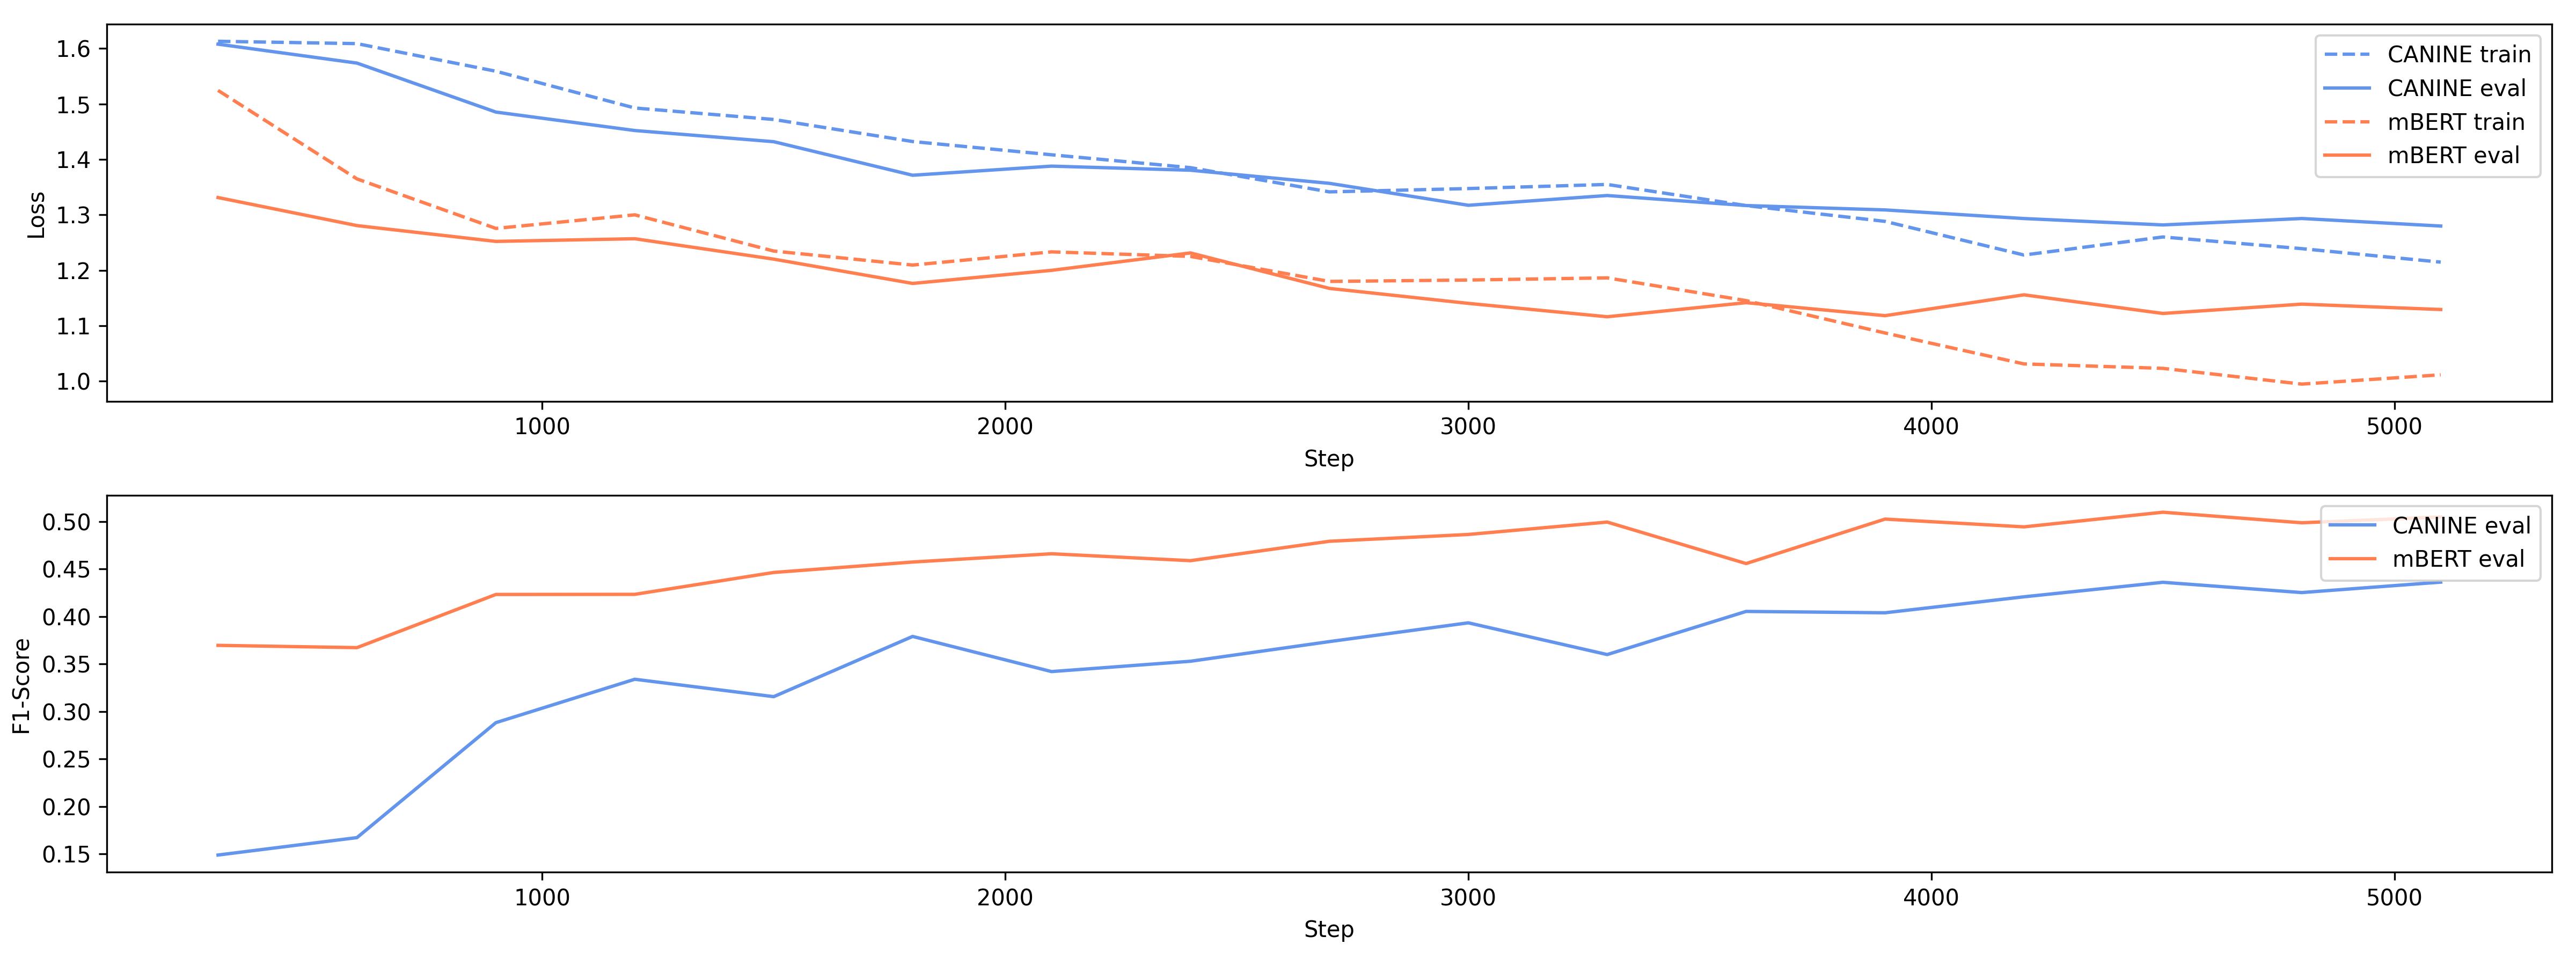 1.6
1.5
1.4
1.3
1.2
1.1
1.0
Loss
CANINE train
CANINE eval
mBERT train
mBERT eval
1000 2000 3000 4000 5000
Step
0.50
0.45
0.40
0.35
0.30
0.25
0.20
0.15
F1-Score
CANINE eval
mBERT eval
1000 2000 3000 4000 5000
Step